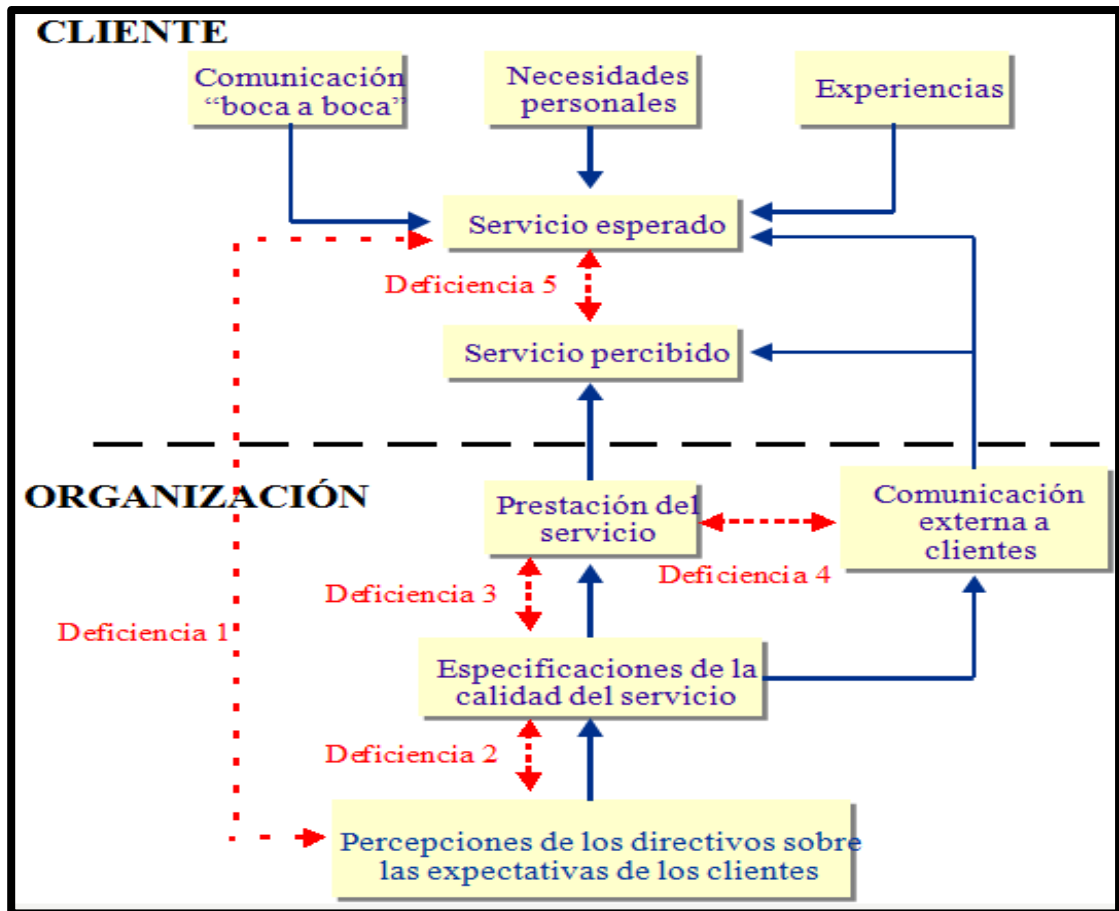 CLIENTE
Comunicación
“boca a boca”
Necesidades
personales
Experiencias
Servicio esperado
Deficiencia 5
Servicio percibido
ORGANIZACIÓN
Prestación del
servicio
Comunicación
externa a
clientes
Deficiencia 4
Deficiencia 3
Deficiencia 1
Especificaciones de la
calidad del servicio
Deficiencia 2
Percepciones de los directivos sobre
las expectativas de los clientes